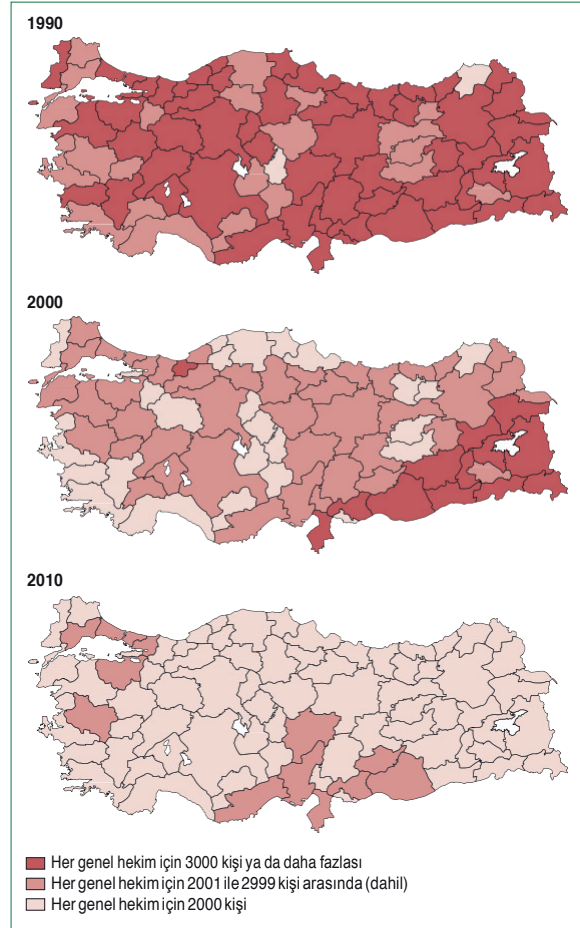 1990
2000
2010
Her genel hekim için 3000 kişi ya da daha fazlası
Her genel hekim için 2001 ile 2999 kişi arasında (dahil)
Her genel hekim için 2000 kişi